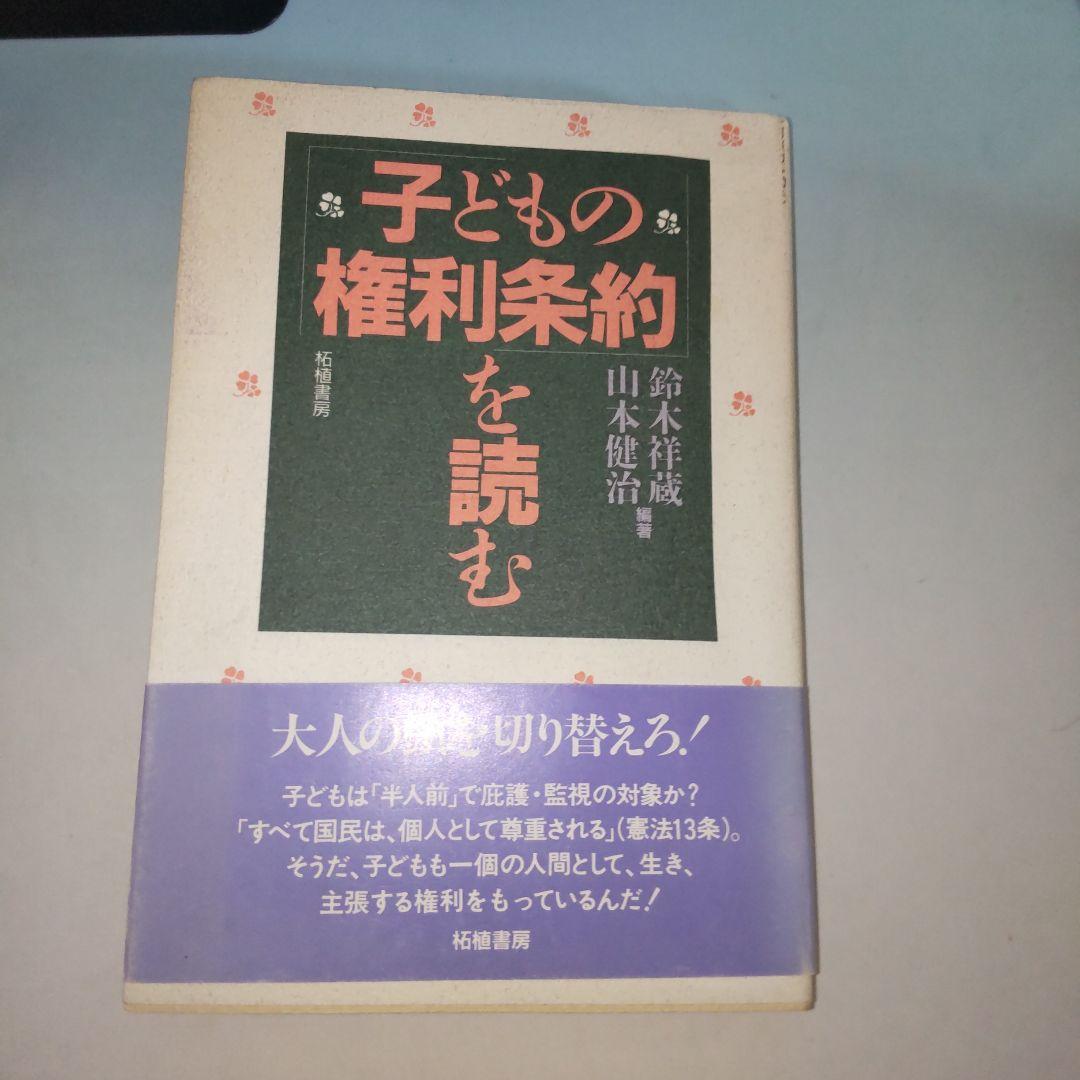 「子どもの
権利条約」
を読む
鈴木祥蔵
山本健治
編著
柘植書房
大人の を切り替えろ!
子どもは「半人前」で庇護・監視の対象か?
「すべて国民は、個人として尊重される」(憲法13条)。
そうだ、子どもも一個の人間として、生き、
主張する権利をもっているんだ!
柘植書房